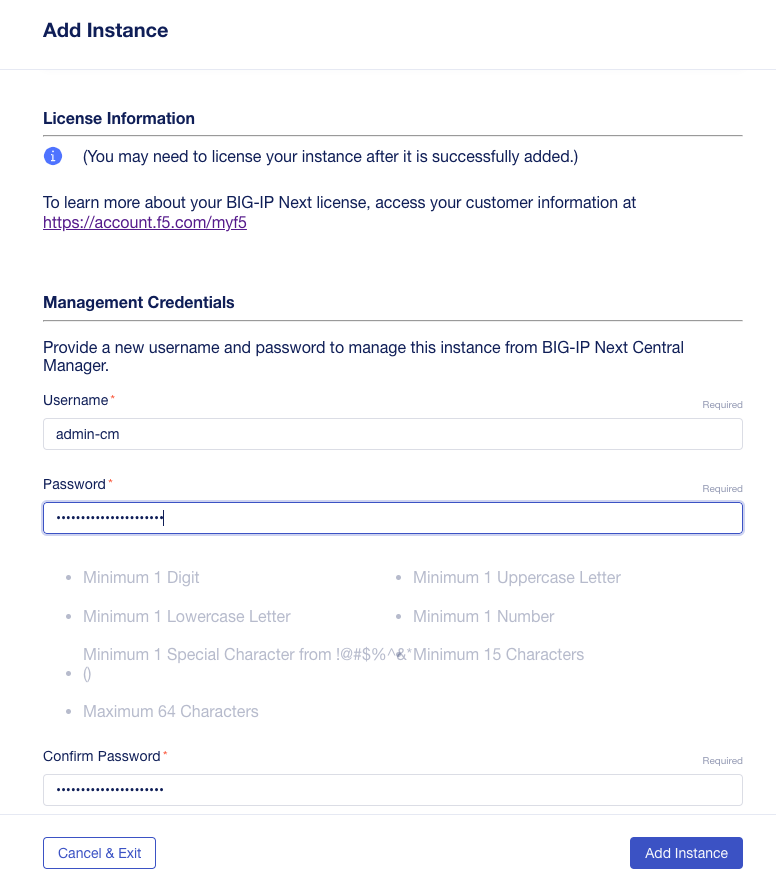 Add Instance
License Information
(You may need to license your instance after it is successfully added.)
To learn more about your BIG-IP Next license, access your customer information at
https://account.f5.com/myf5
Management Credentials
Provide a new username and password to manage this instance from BIG-IP Next Central
Manager.
Username*
Required
admin-cm
Password*
Required
••••••••••••••••••••••
• Minimum 1 Digit
• Minimum 1 Uppercase Letter
• Minimum 1 Lowercase Letter
• Minimum 1 Number
Minimum 1 Special Character from !@#$%^&*
• ()
• Minimum 15 Characters
• Maximum 64 Characters
Confirm Password*
Required
••••••••••••••••••••••
Cancel & Exit
Add Instance